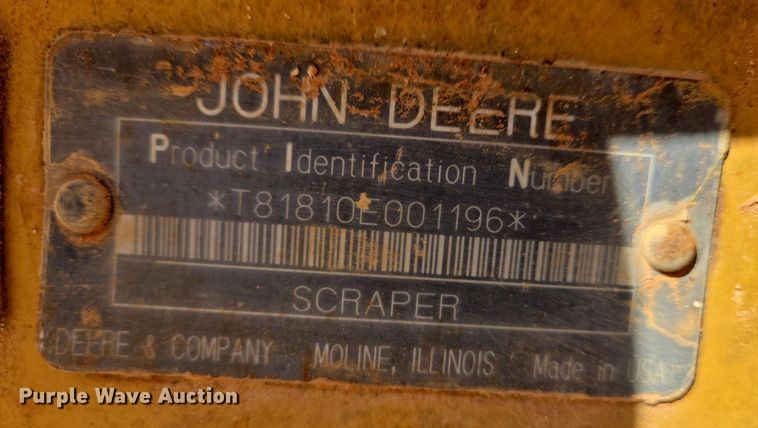 JOHN DEERE
Product Identification Number
*T81810E001196*
SCRAPER
DEERE & COMPANY MOLINE, ILLINOIS Made in USA
Purple Wave Auction